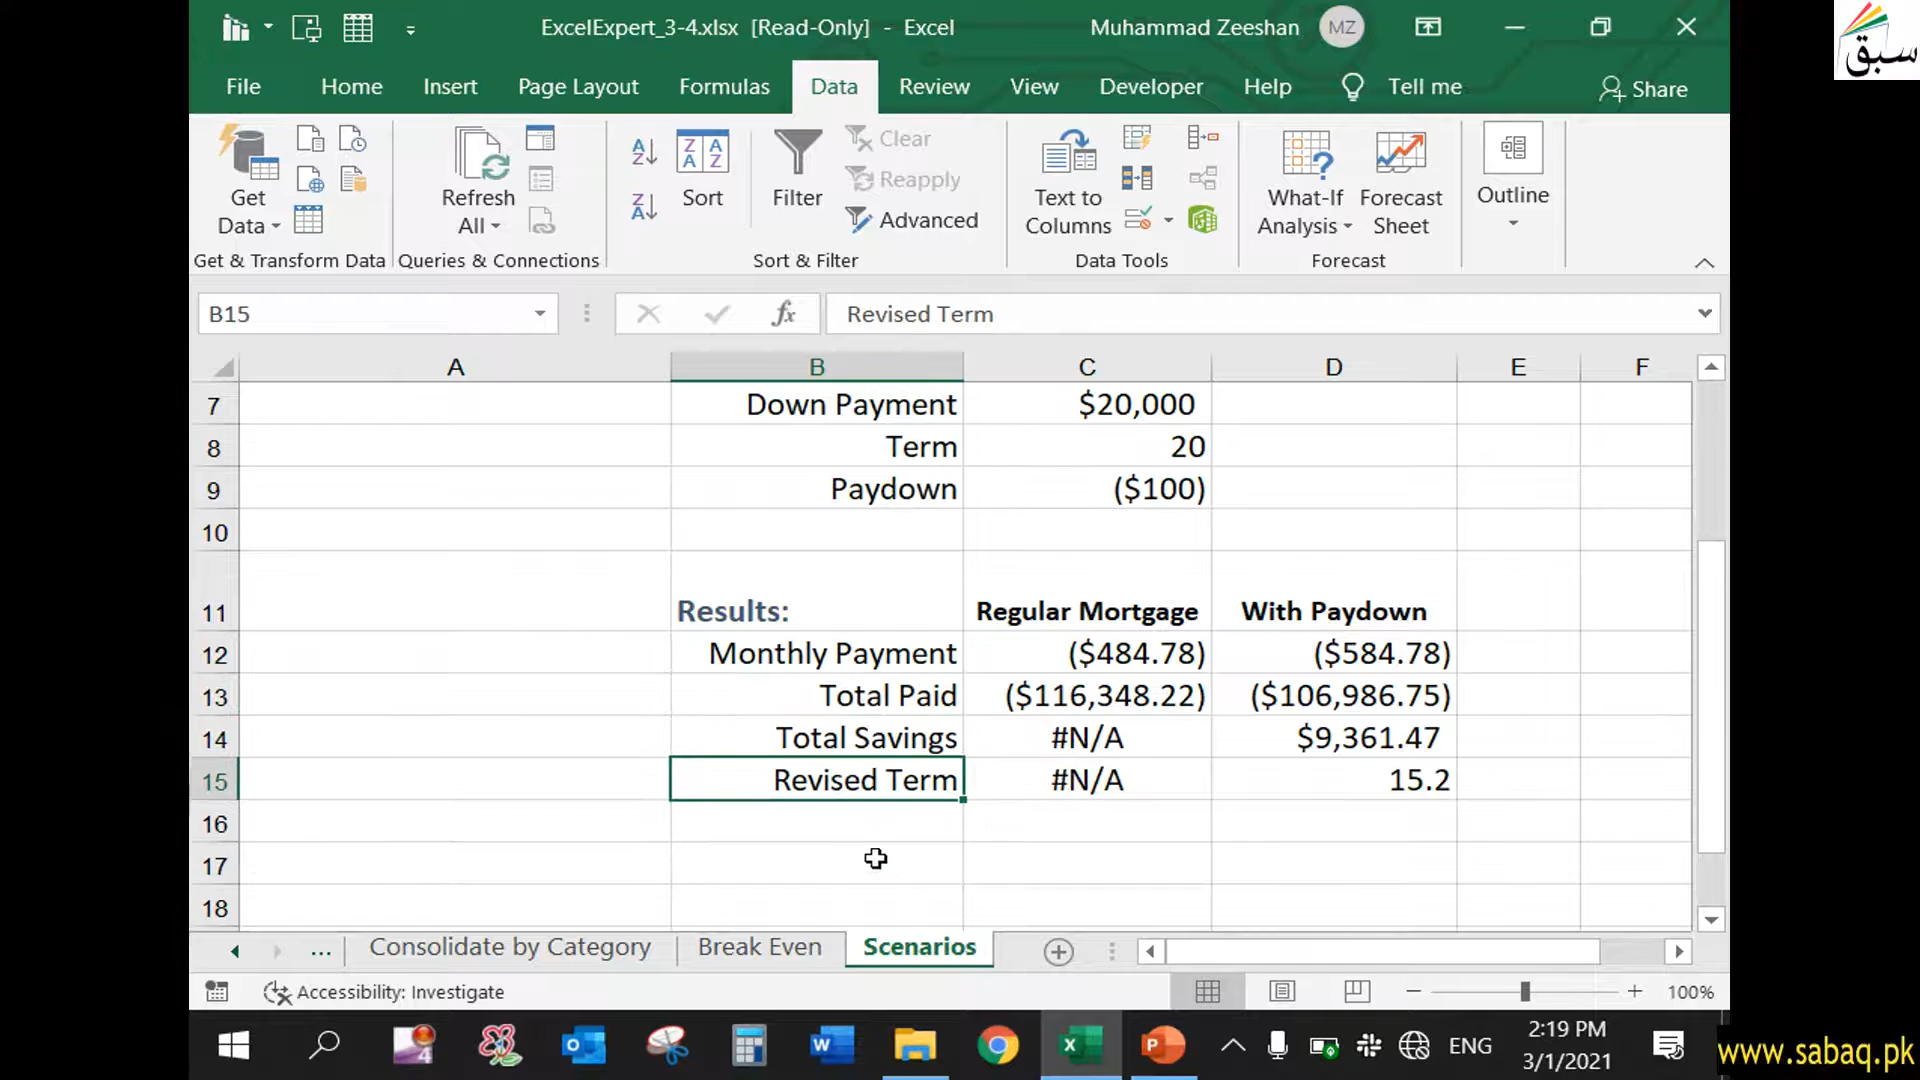 ExcelExpert_3-4.xlsx [Read-Only] - Excel
Muhammad Zeeshan
MZ
سبق
File Home Insert Page Layout Formulas Data Review View Developer Help Tell me Share
Get Data
Refresh All
Sort
Filter
Clear
Reapply
Advanced
Text to Columns
What-If Analysis
Forecast Sheet
Outline
Get & Transform Data Queries & Connections Sort & Filter Data Tools Forecast
B15
fx
Revised Term
A B C D E F
7 Down Payment $20,000
8 Term 20
9 Paydown ($100)
10
11 Results: Regular Mortgage With Paydown
12 Monthly Payment ($484.78) ($584.78)
13 Total Paid ($116,348.22) ($106,986.75)
14 Total Savings #N/A $9,361.47
15 Revised Term #N/A 15.2
16
17
18
... Consolidate by Category Break Even Scenarios
Accessibility: Investigate
100%
ENG
2:19 PM
3/1/2021
www.sabaq.pk